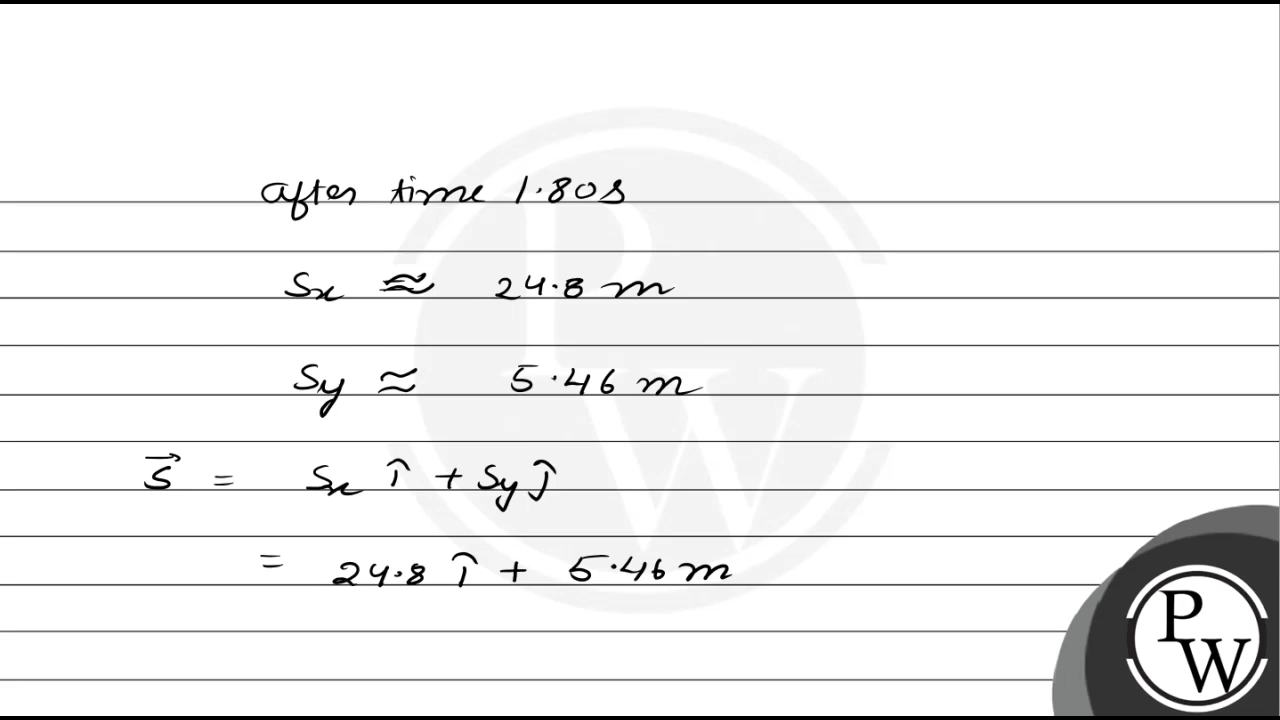 after time 1.80s
Sx ≈ 24.8 m
Sy ≈ 5.46 m
s⃗ = Sx î + Sy ĵ
= 24.8 î + 5.46 m
P
W
P
W